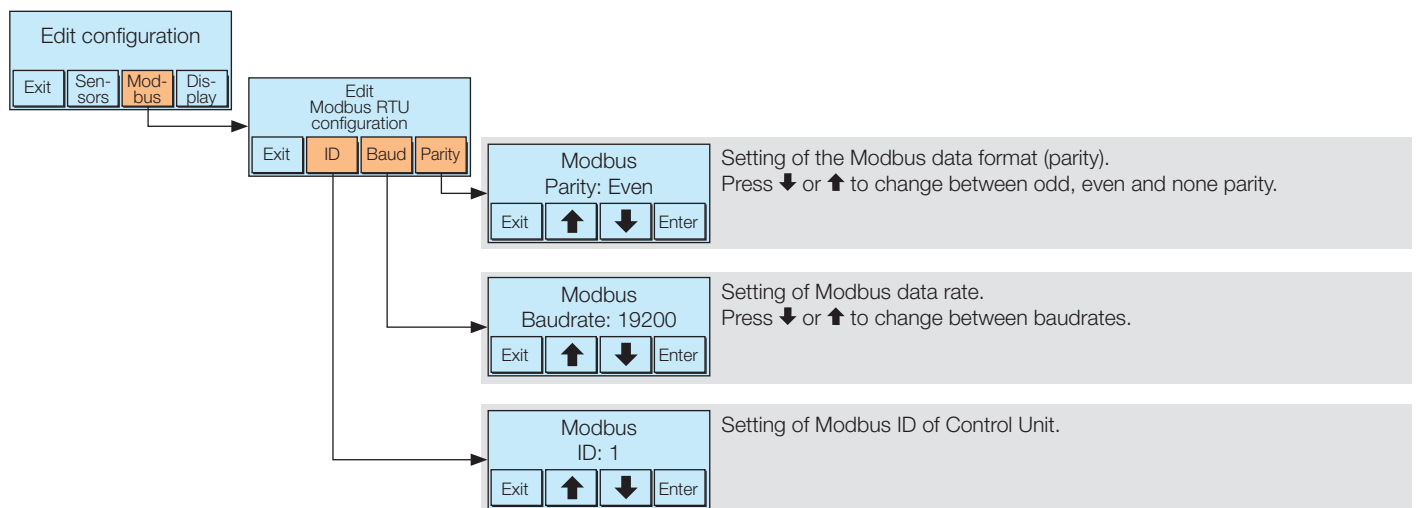 Edit configuration
Exit
Sen-
sors
Mod-
bus
Dis-
play
Edit
Modbus RTU
configuration
Exit
ID
Baud
Parity
Modbus
Parity: Even
Exit
Enter
Setting of the Modbus data format (parity).
Press 🡇 or 🡅 to change between odd, even and none parity.
Modbus
Baudrate: 19200
Exit
Enter
Setting of Modbus data rate.
Press 🡇 or 🡅 to change between baudrates.
Modbus
ID: 1
Exit
Enter
Setting of Modbus ID of Control Unit.